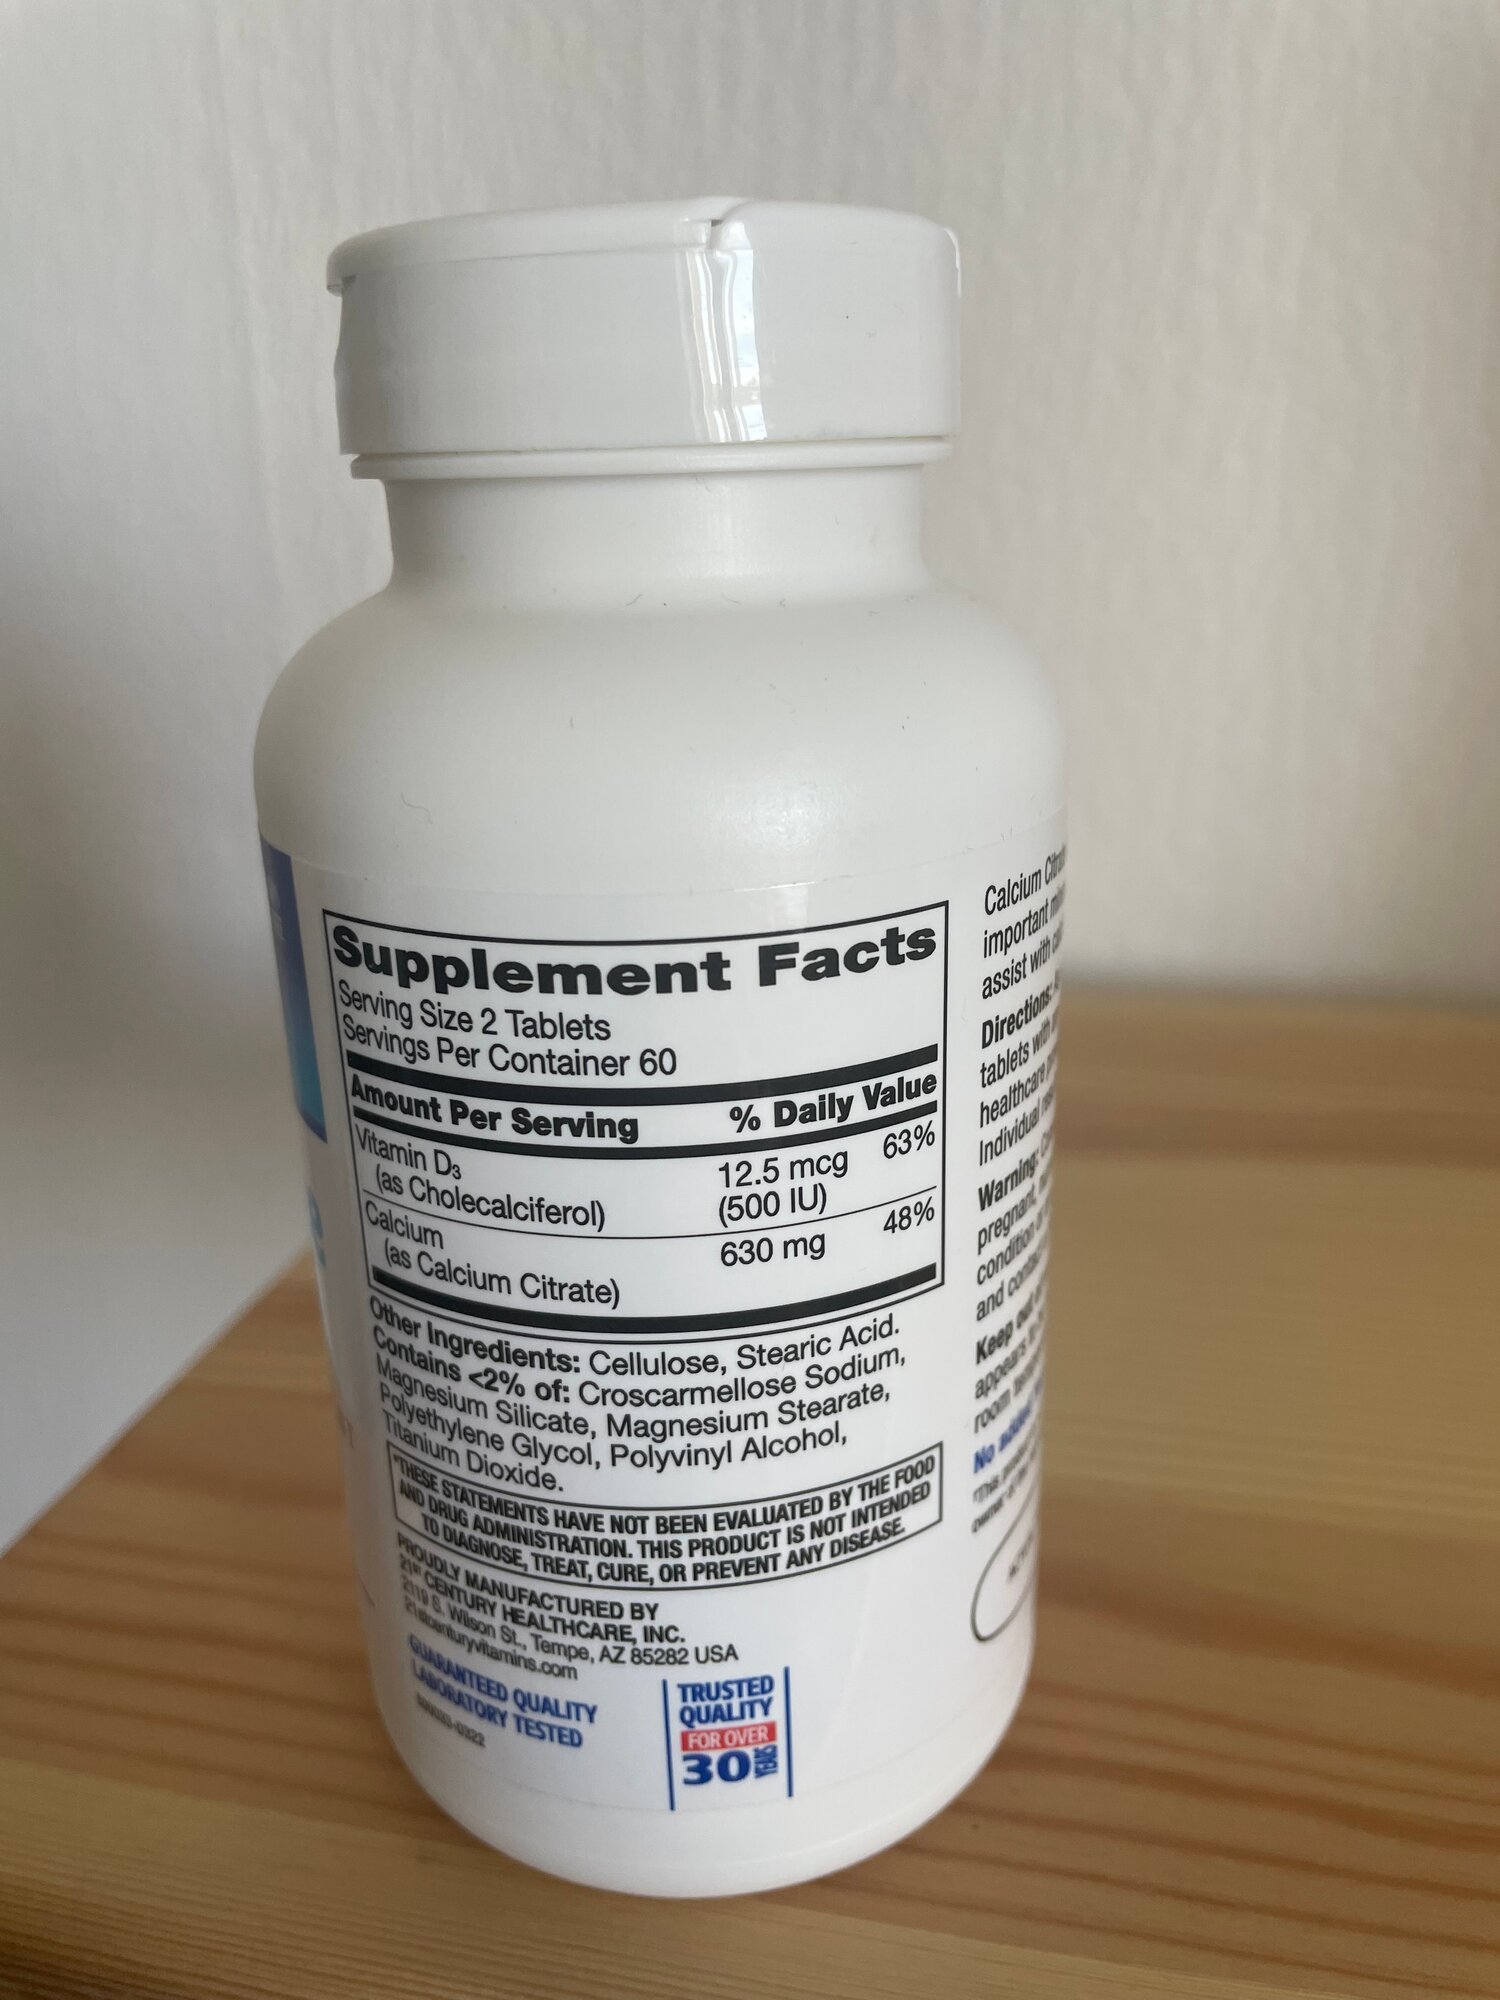 Supplement Facts
Serving Size 2 Tablets
Servings Per Container 60
Amount Per Serving % Daily Value
Vitamin D3 12.5 mcg 63%
(as Cholecalciferol) (500 IU)
Calcium 630 mg 48%
(as Calcium Citrate)
Other Ingredients: Cellulose, Stearic Acid.
Contains <2% of: Croscarmellose Sodium,
Magnesium Silicate, Magnesium Stearate,
Polyethylene Glycol, Polyvinyl Alcohol,
Titanium Dioxide.
*THESE STATEMENTS HAVE NOT BEEN EVALUATED BY THE FOOD
AND DRUG ADMINISTRATION. THIS PRODUCT IS NOT INTENDED
TO DIAGNOSE, TREAT, CURE, OR PREVENT ANY DISEASE.
PROUDLY MANUFACTURED BY
21ST CENTURY HEALTHCARE, INC.
2119 S. Wilson St., Tempe, AZ 85282 USA
21stcenturyvitamins.com
GUARANTEED QUALITY
LABORATORY TESTED
TRUSTED
QUALITY
FOR OVER
30 YEARS
Calcium
important
assist with
Directions:
tablets with
healthcare
Individual
Warning:
pregnant,
condition
and
Keep out
room
No